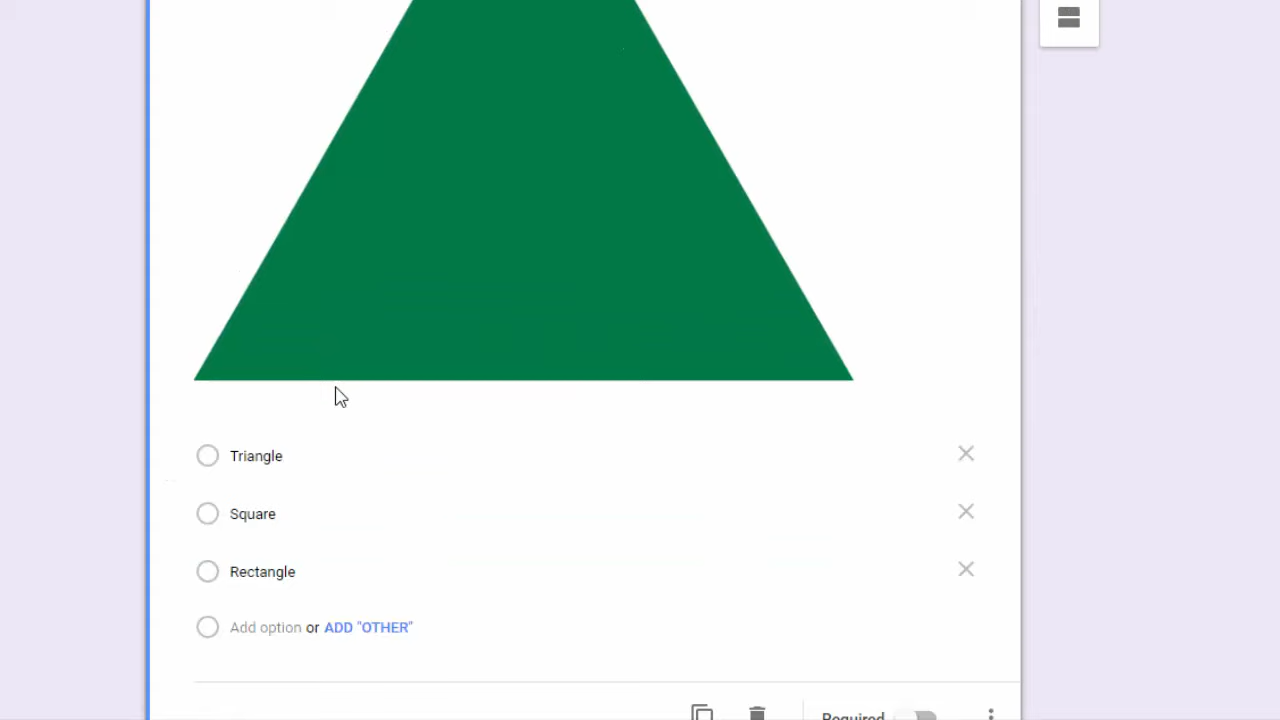 Triangle
Square
Rectangle
Add option or ADD "OTHER"
Required